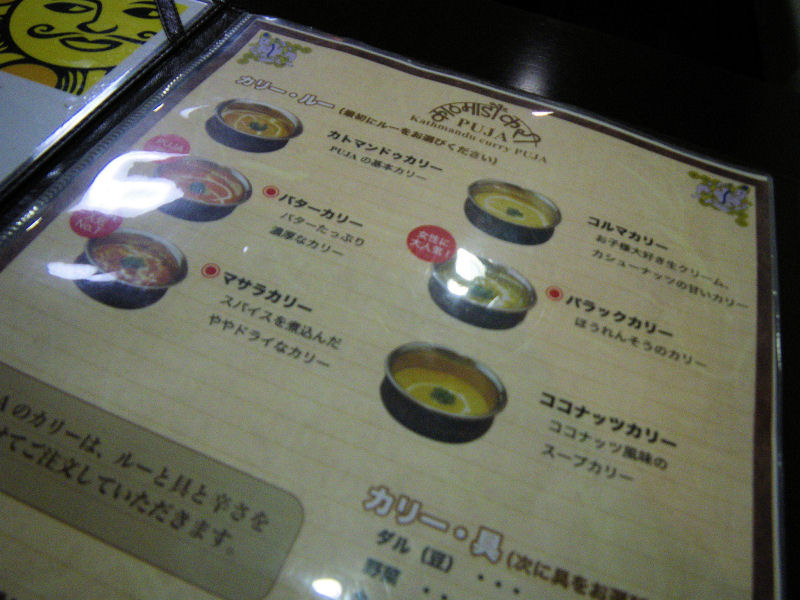 PUJA
Kathmandu curry PUJA
カリー・ルー(最初にルーをお選びください)
カトマンドゥカリー
PUJAの基本カリー
バターカリー
バターたっぷり
濃厚なカリー
マサラカリー
スパイスを煮込んだ
ややドライなカリー
コルマカリー
お子様大好き生クリーム、
カシューナッツの甘いカリー
女性に
大人気!
パラックカリー
ほうれんそうのカリー
ココナッツカリー
ココナッツ風味の
スープカリー
Aのカリーは、ルーと具と辛さを
けてご注文していただきます。
カリー・具(次に具をお選び
ダル(豆) ・・・
野菜 ・・